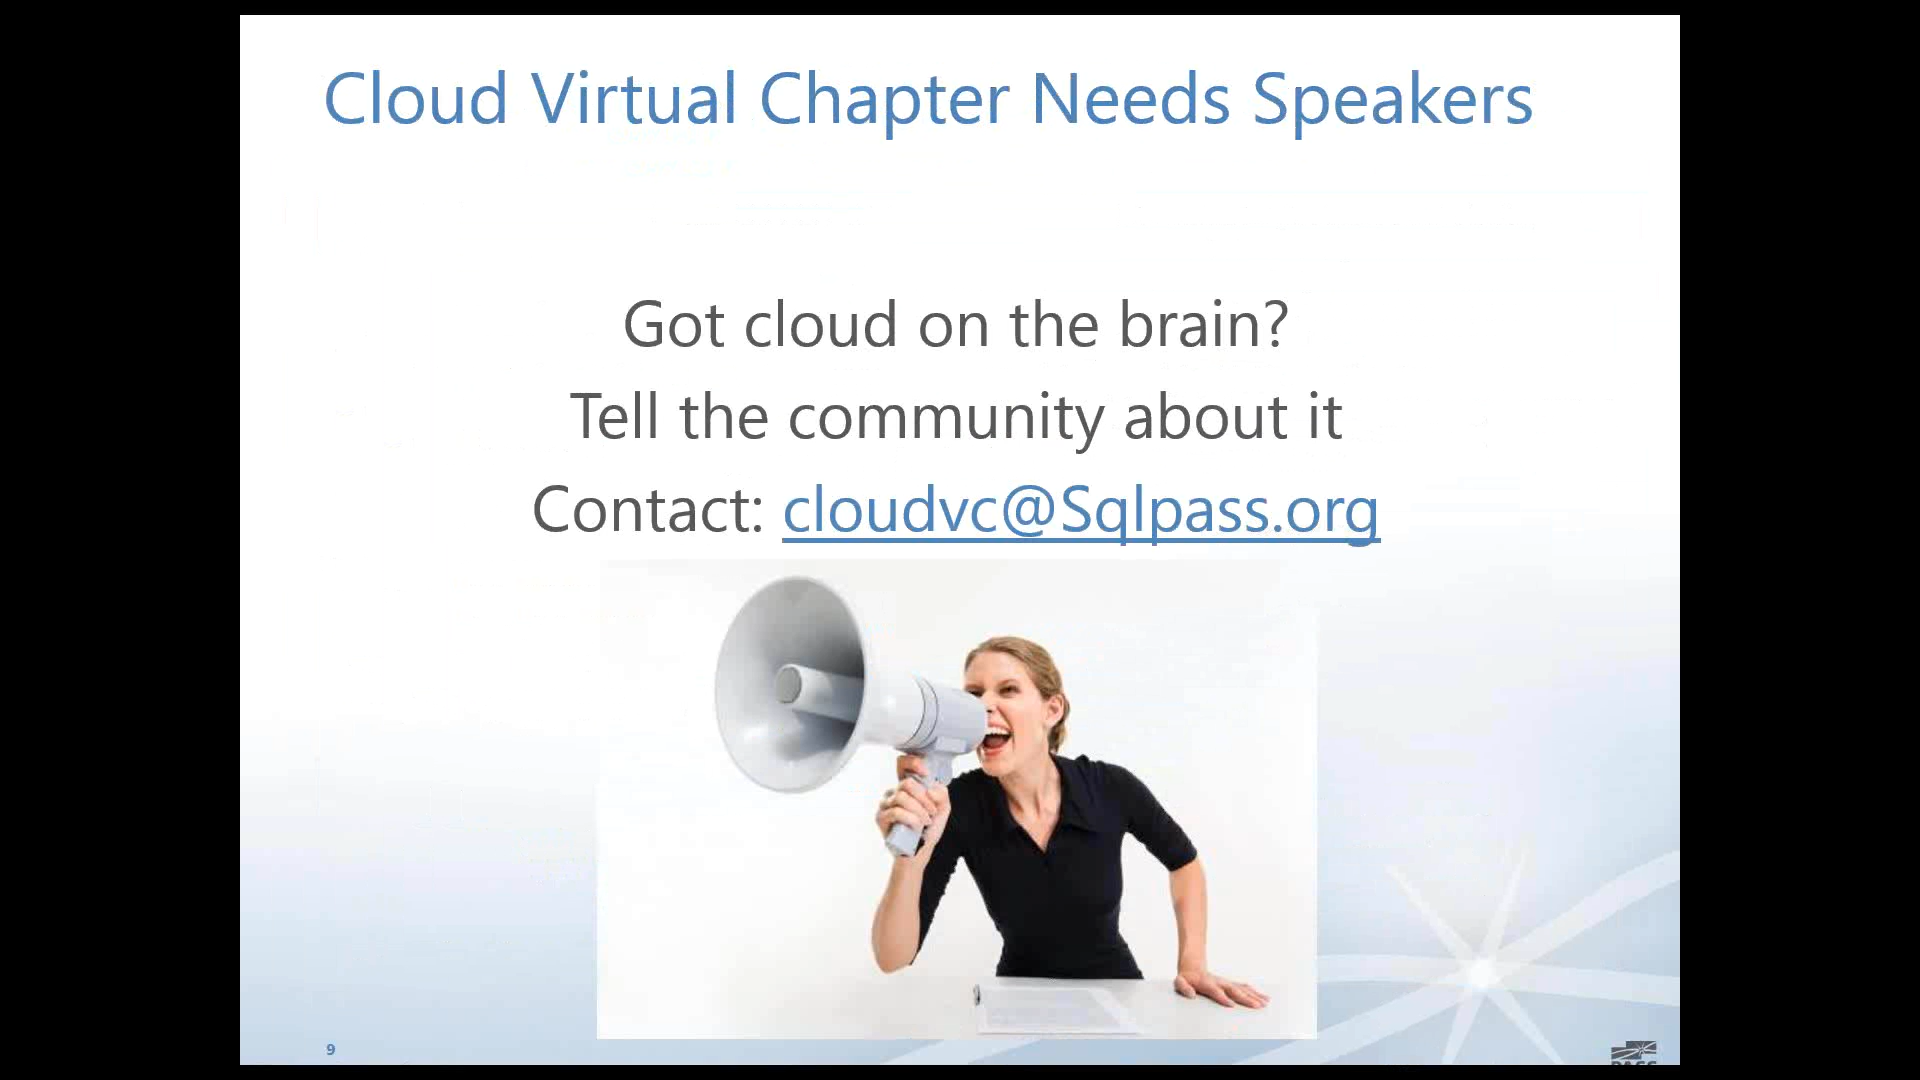 Cloud Virtual Chapter Needs Speakers
Got cloud on the brain?
Tell the community about it
Contact: cloudvc@Sqlpass.org
9